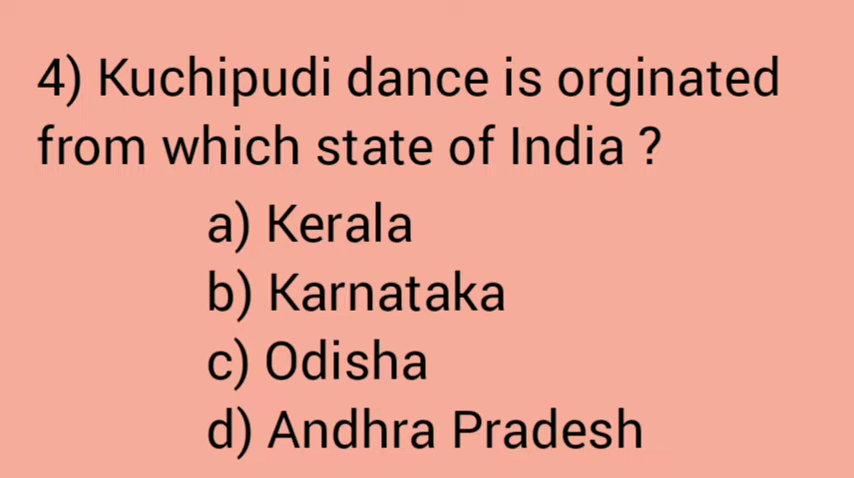 4) Kuchipudi dance is orginated
from which state of India ?
a) Kerala
b) Karnataka
c) Odisha
d) Andhra Pradesh